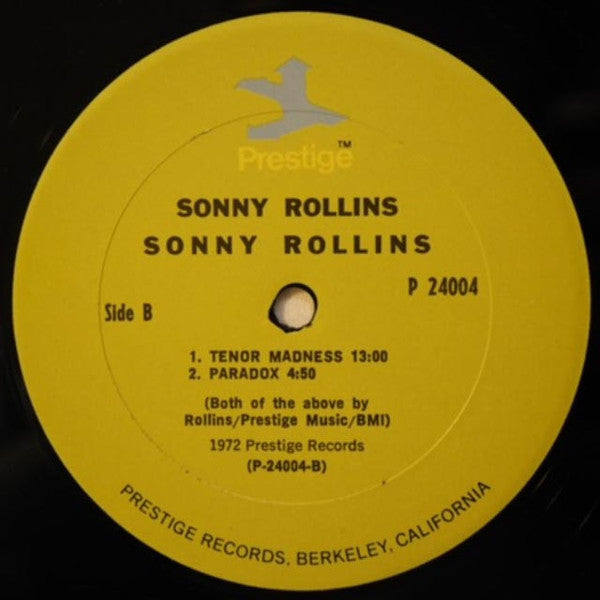 Prestige™
SONNY ROLLINS
SONNY ROLLINS
P 24004
Side B
1. TENOR MADNESS 13:00
2. PARADOX 4:50
(Both of the above by
Rollins/Prestige Music/BMI)
1972 Prestige Records
(P-24004-B)
PRESTIGE RECORDS, BERKELEY, CALIFORNIA